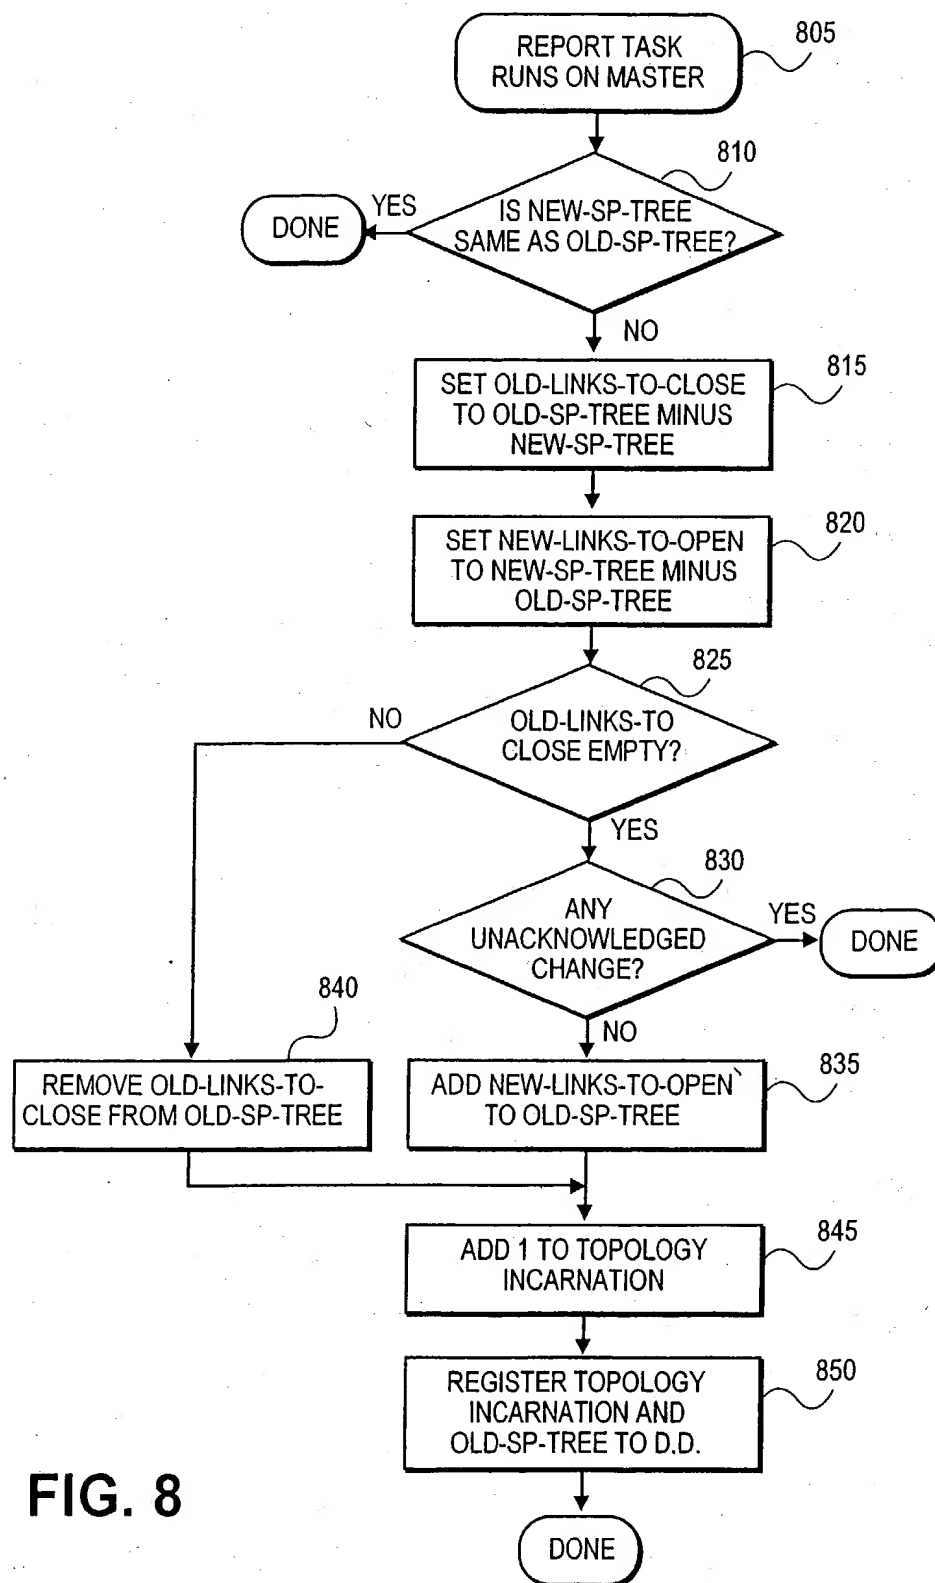 REPORT TASK
RUNS ON MASTER
805
810
IS NEW-SP-TREE
SAME AS OLD-SP-TREE?
YES
DONE
NO
SET OLD-LINKS-TO-CLOSE
TO OLD-SP-TREE MINUS
NEW-SP-TREE
815
SET NEW-LINKS-TO-OPEN
TO NEW-SP-TREE MINUS
OLD-SP-TREE
820
825
OLD-LINKS-TO
CLOSE EMPTY?
NO
YES
830
ANY
UNACKNOWLEDGED
CHANGE?
YES
DONE
NO
840
REMOVE OLD-LINKS-TO-
CLOSE FROM OLD-SP-TREE
ADD NEW-LINKS-TO-OPEN
TO OLD-SP-TREE
835
ADD 1 TO TOPOLOGY
INCARNATION
845
REGISTER TOPOLOGY
INCARNATION AND
OLD-SP-TREE TO D.D.
850
DONE
FIG. 8